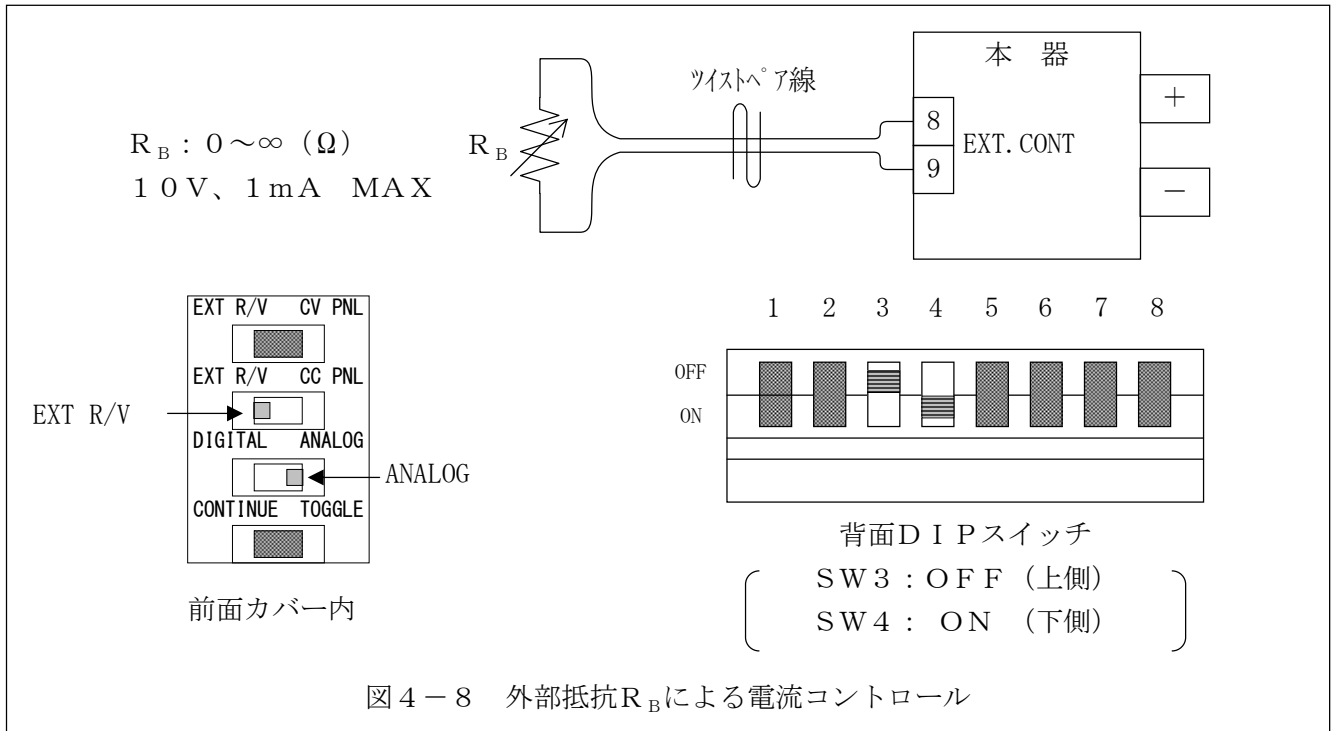 本　器
ﾂｲｽﾄﾍﾟｱ線
+
8
R_B：０～∞（Ω）
R_B
EXT.CONT
１０Ｖ、１ｍＡ　ＭＡＸ
9
−
EXT R/V CV PNL
1 2 3 4 5 6 7 8
EXT R/V CC PNL
OFF
EXT R/V
ON
DIGITAL ANALOG
ANALOG
CONTINUE TOGGLE
背面ＤＩＰスイッチ
ＳＷ３：ＯＦＦ（上側）
前面カバー内
ＳＷ４： ＯＮ （下側）
図４－８　外部抵抗Ｒ_Bによる電流コントロール